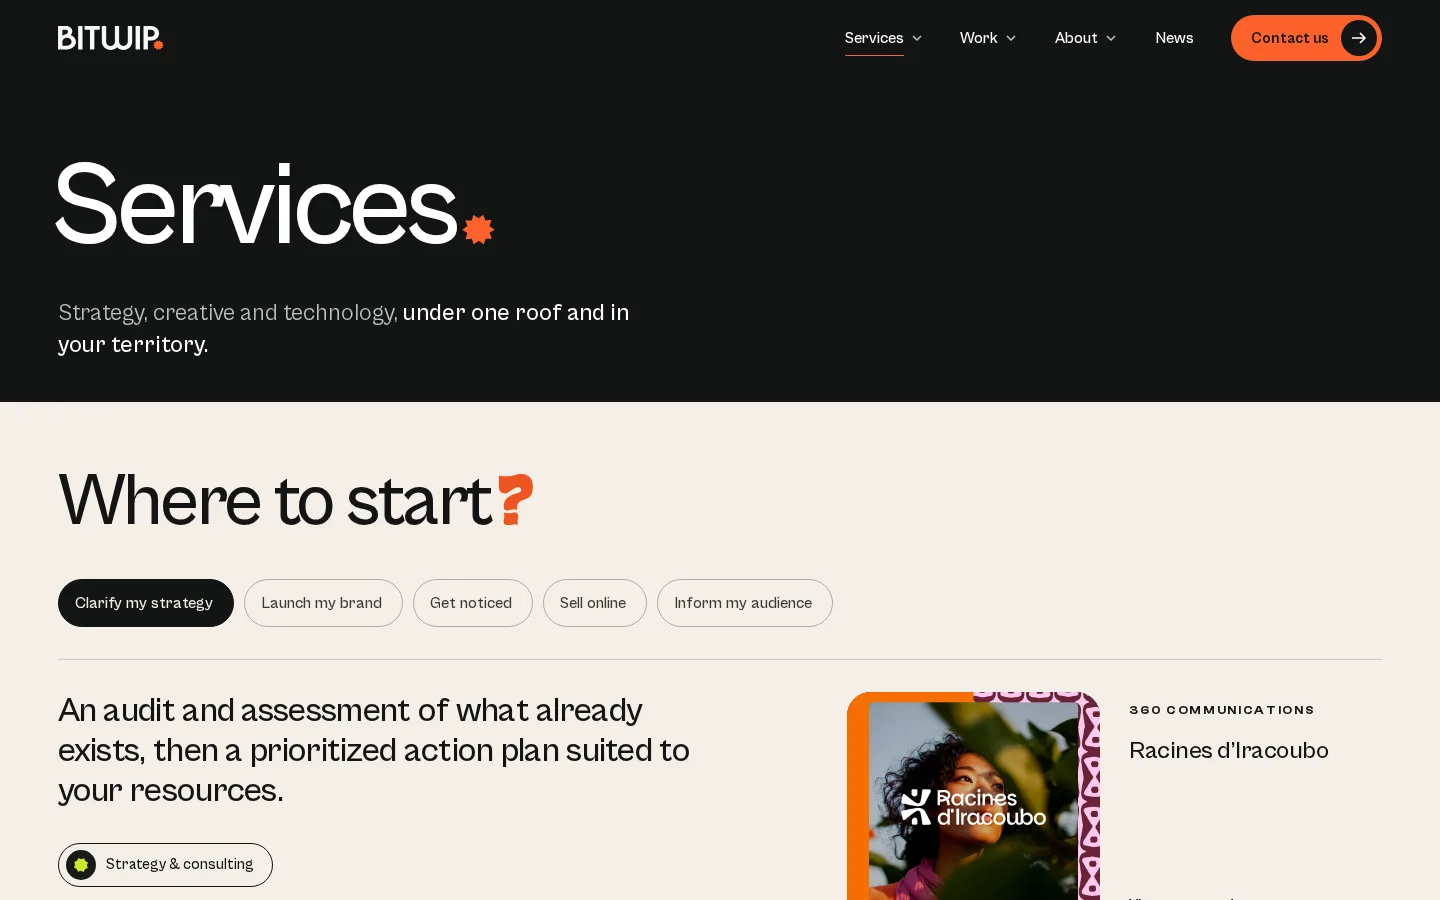 BITWIP
Services
Work
About
News
Contact us
Services
Strategy, creative and technology, under one roof and in
your territory.
Where to start?
Clarify my strategy
Launch my brand
Get noticed
Sell online
Inform my audience
An audit and assessment of what already
exists, then a prioritized action plan suited to
your resources.
Strategy & consulting
Racines
d'Iracoubo
360 COMMUNICATIONS
Racines d'Iracoubo